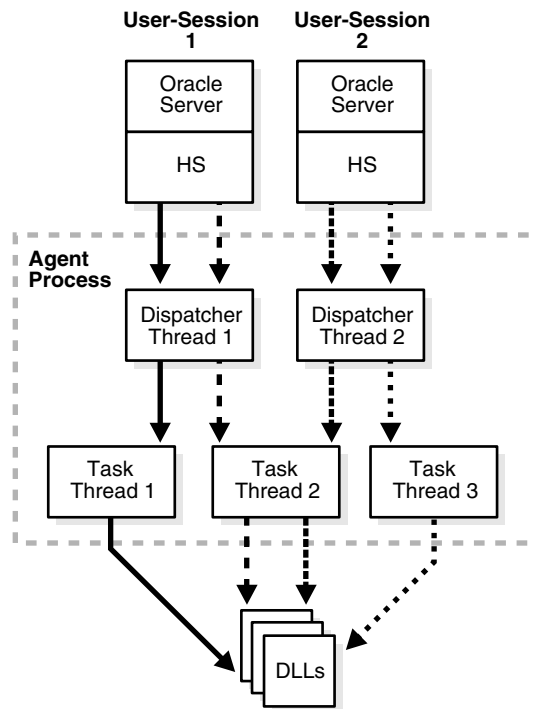 User-Session
1
User-Session
2
Oracle
Server
HS
Oracle
Server
HS
Agent
Process
Dispatcher
Thread 1
Dispatcher
Thread 2
Task
Thread 1
Task
Thread 2
Task
Thread 3
DLLs